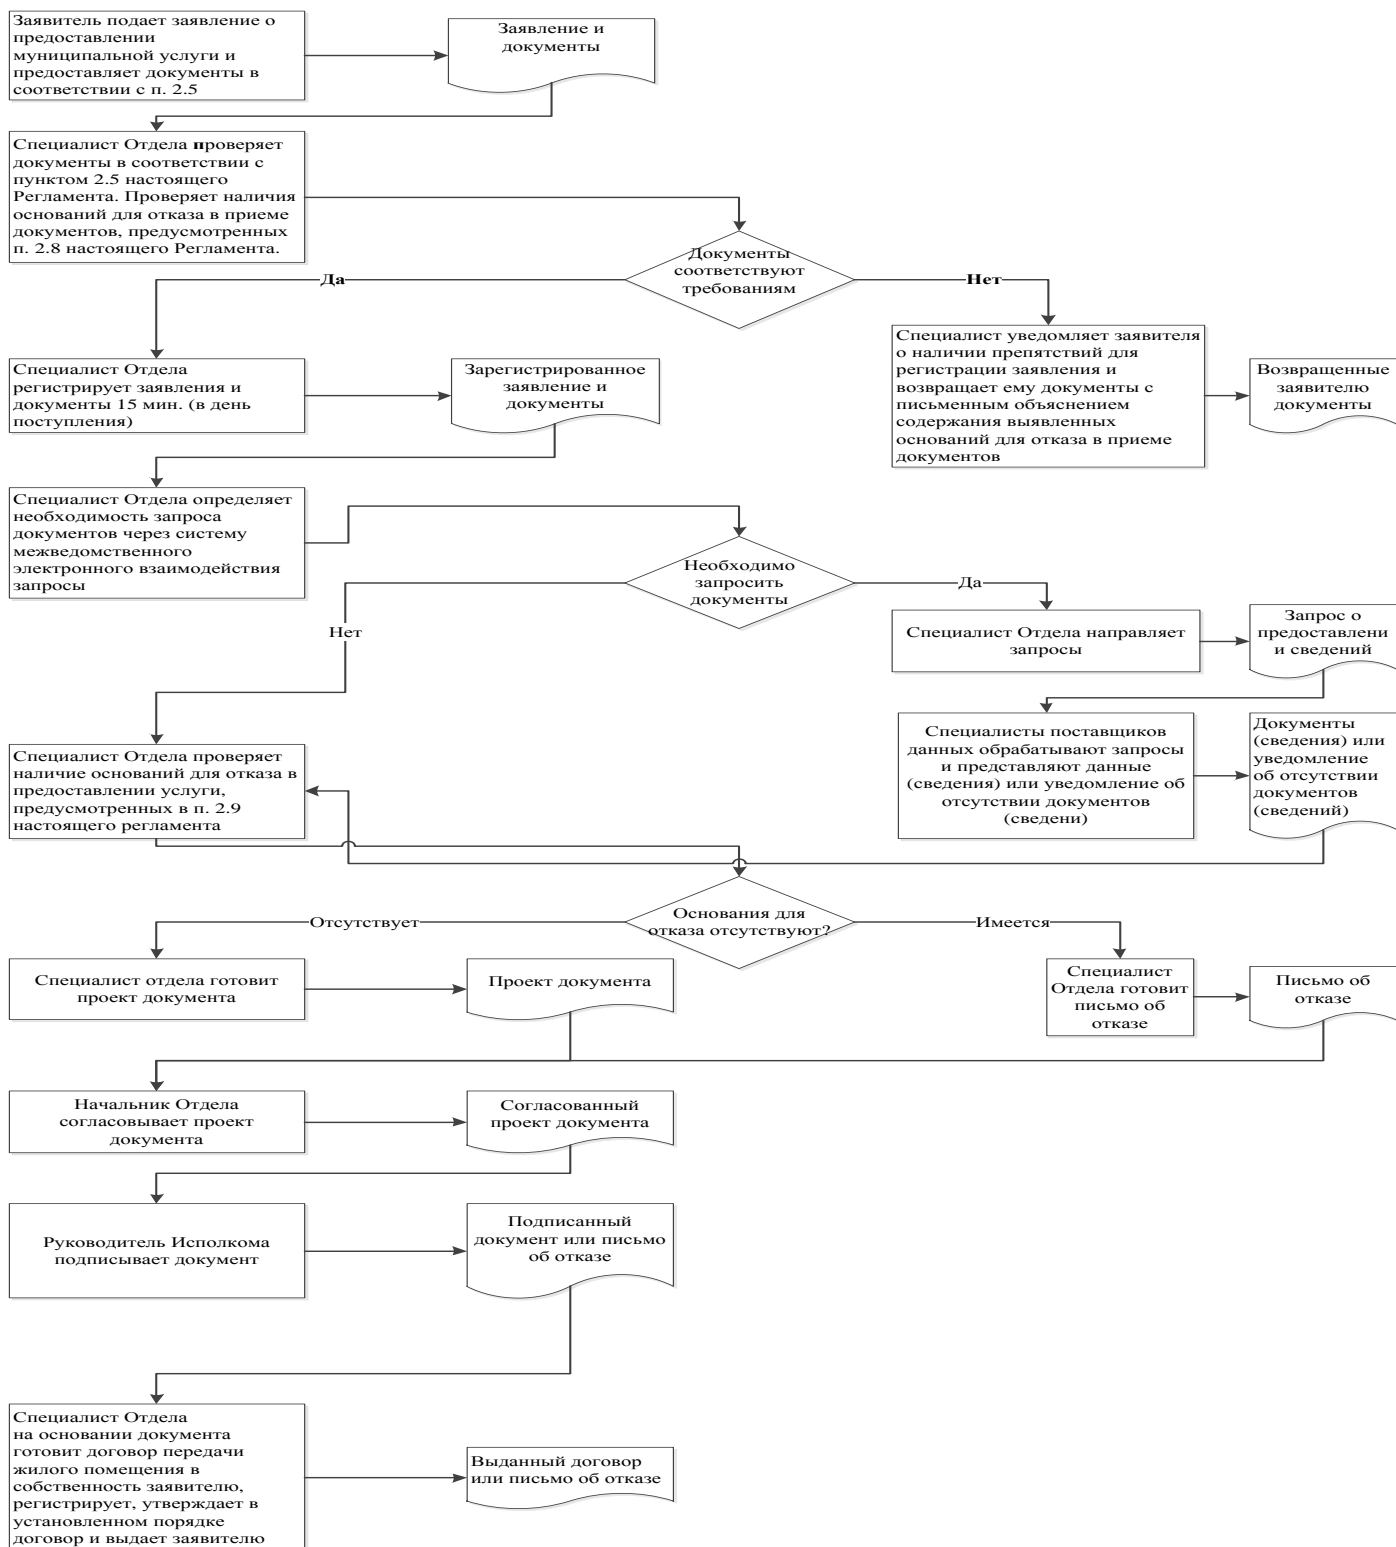 Заявитель подает заявление о
предоставлении
муниципальной услуги и
предоставляет документы в
соответствии с п. 2.5
Заявление и
документы
Специалист Отдела проверяет
документы в соответствии с
пунктом 2.5 настоящего
Регламента. Проверяет наличия
оснований для отказа в приеме
документов, предусмотренных
п. 2.8 настоящего Регламента.
Документы
соответствуют
требованиям
Да
Нет
Специалист Отдела
регистрирует заявления и
документы 15 мин. (в день
поступления)
Зарегистрированное
заявление и
документы
Специалист уведомляет заявителя
о наличии препятствий для
регистрации заявления и
возвращает ему документы с
письменным объяснением
содержания выявленных
оснований для отказа в приеме
документов
Возвращенные
заявителю
документы
Специалист Отдела определяет
необходимость запроса
документов через систему
межведомственного
электронного взаимодействия
запросы
Необходимо
запросить
документы
Да
Нет
Специалист Отдела направляет
запросы
Запрос о
предоставлени
и сведений
Специалисты поставщиков
данных обрабатывают запросы
и представляют данные
(сведения) или уведомление об
отсутствии документов
(сведени)
Документы
(сведения) или
уведомление
об отсутствии
документов
(сведений)
Специалист Отдела проверяет
наличие оснований для отказа в
предоставлении услуги,
предусмотренных в п. 2.9
настоящего регламента
Основания для
отказа отсутствуют?
Отсутствует
Имеется
Специалист отдела готовит
проект документа
Проект документа
Специалист
Отдела готовит
письмо об
отказе
Письмо об
отказе
Начальник Отдела
согласовывает проект
документа
Согласованный
проект документа
Руководитель Исполкома
подписывает документ
Подписанный
документ или письмо
об отказе
Специалист Отдела
на основании документа
готовит договор передачи
жилого помещения в
собственность заявителю,
регистрирует, утверждает в
установленном порядке
договор и выдает заявителю
Выданный договор
или письмо об отказе